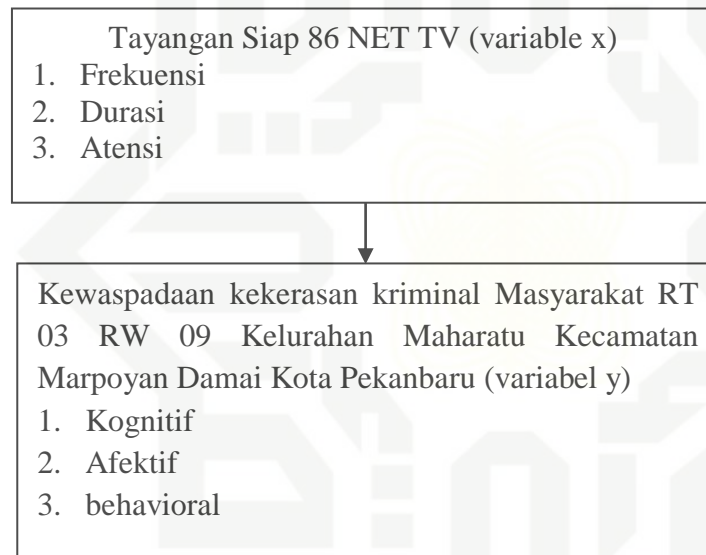 Tayangan Siap 86 NET TV (variable x)
1. Frekuensi
2. Durasi
3. Atensi
Kewaspadaan kekerasan kriminal Masyarakat RT
03 RW 09 Kelurahan Maharatu Kecamatan
Marpoyan Damai Kota Pekanbaru (variabel y)
1. Kognitif
2. Afektif
3. behavioral